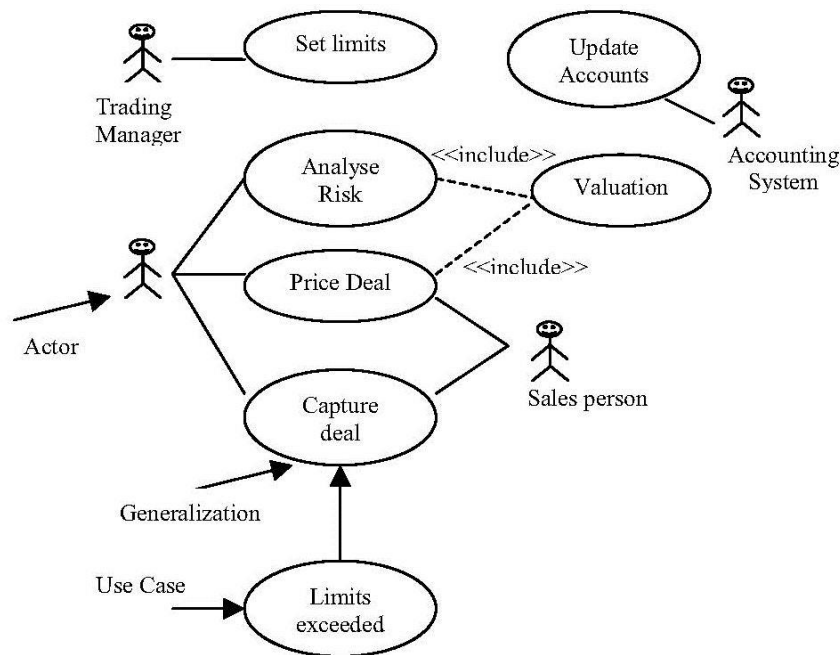 Set limits
Update
Accounts
Trading
Manager
<<include>>
Accounting
System
Analyse
Risk
Valuation
Price Deal
<<include>>
Actor
Sales person
Capture
deal
Generalization
Use Case
Limits
exceeded